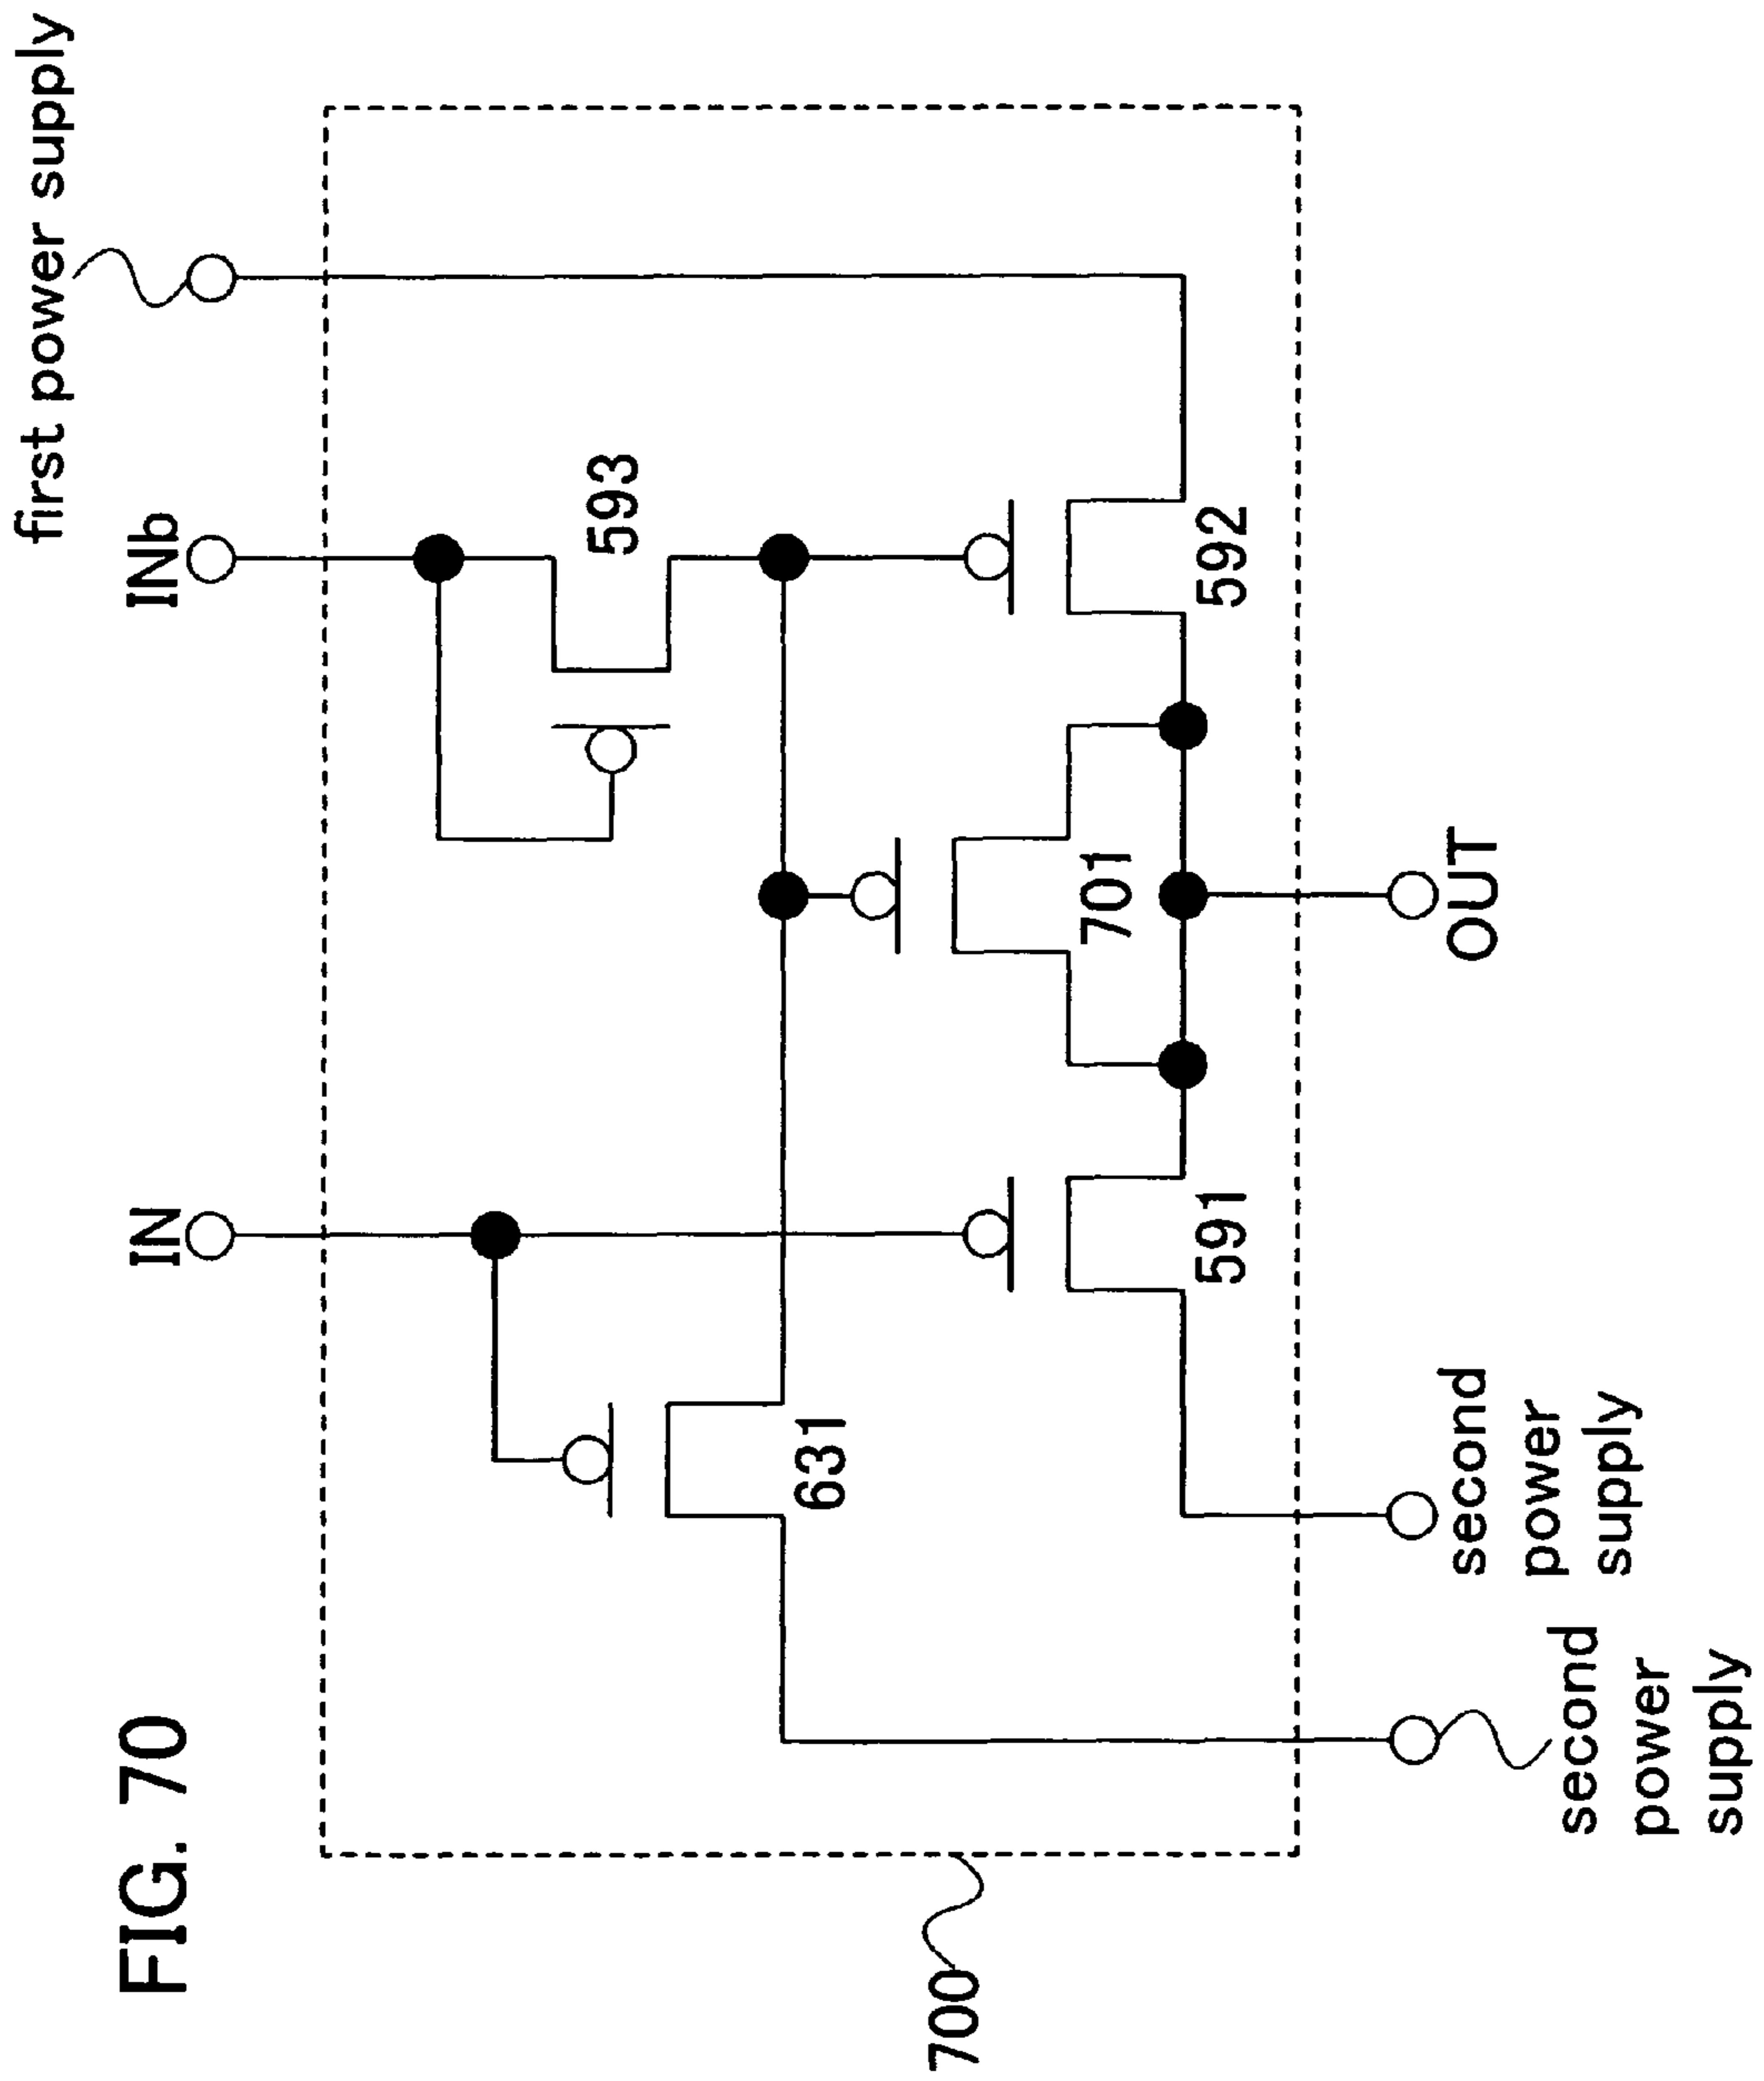 FIG. 70
first power supply
IN
INb
593
631
701
591
592
700
OUT
second
power
supply
second
power
supply